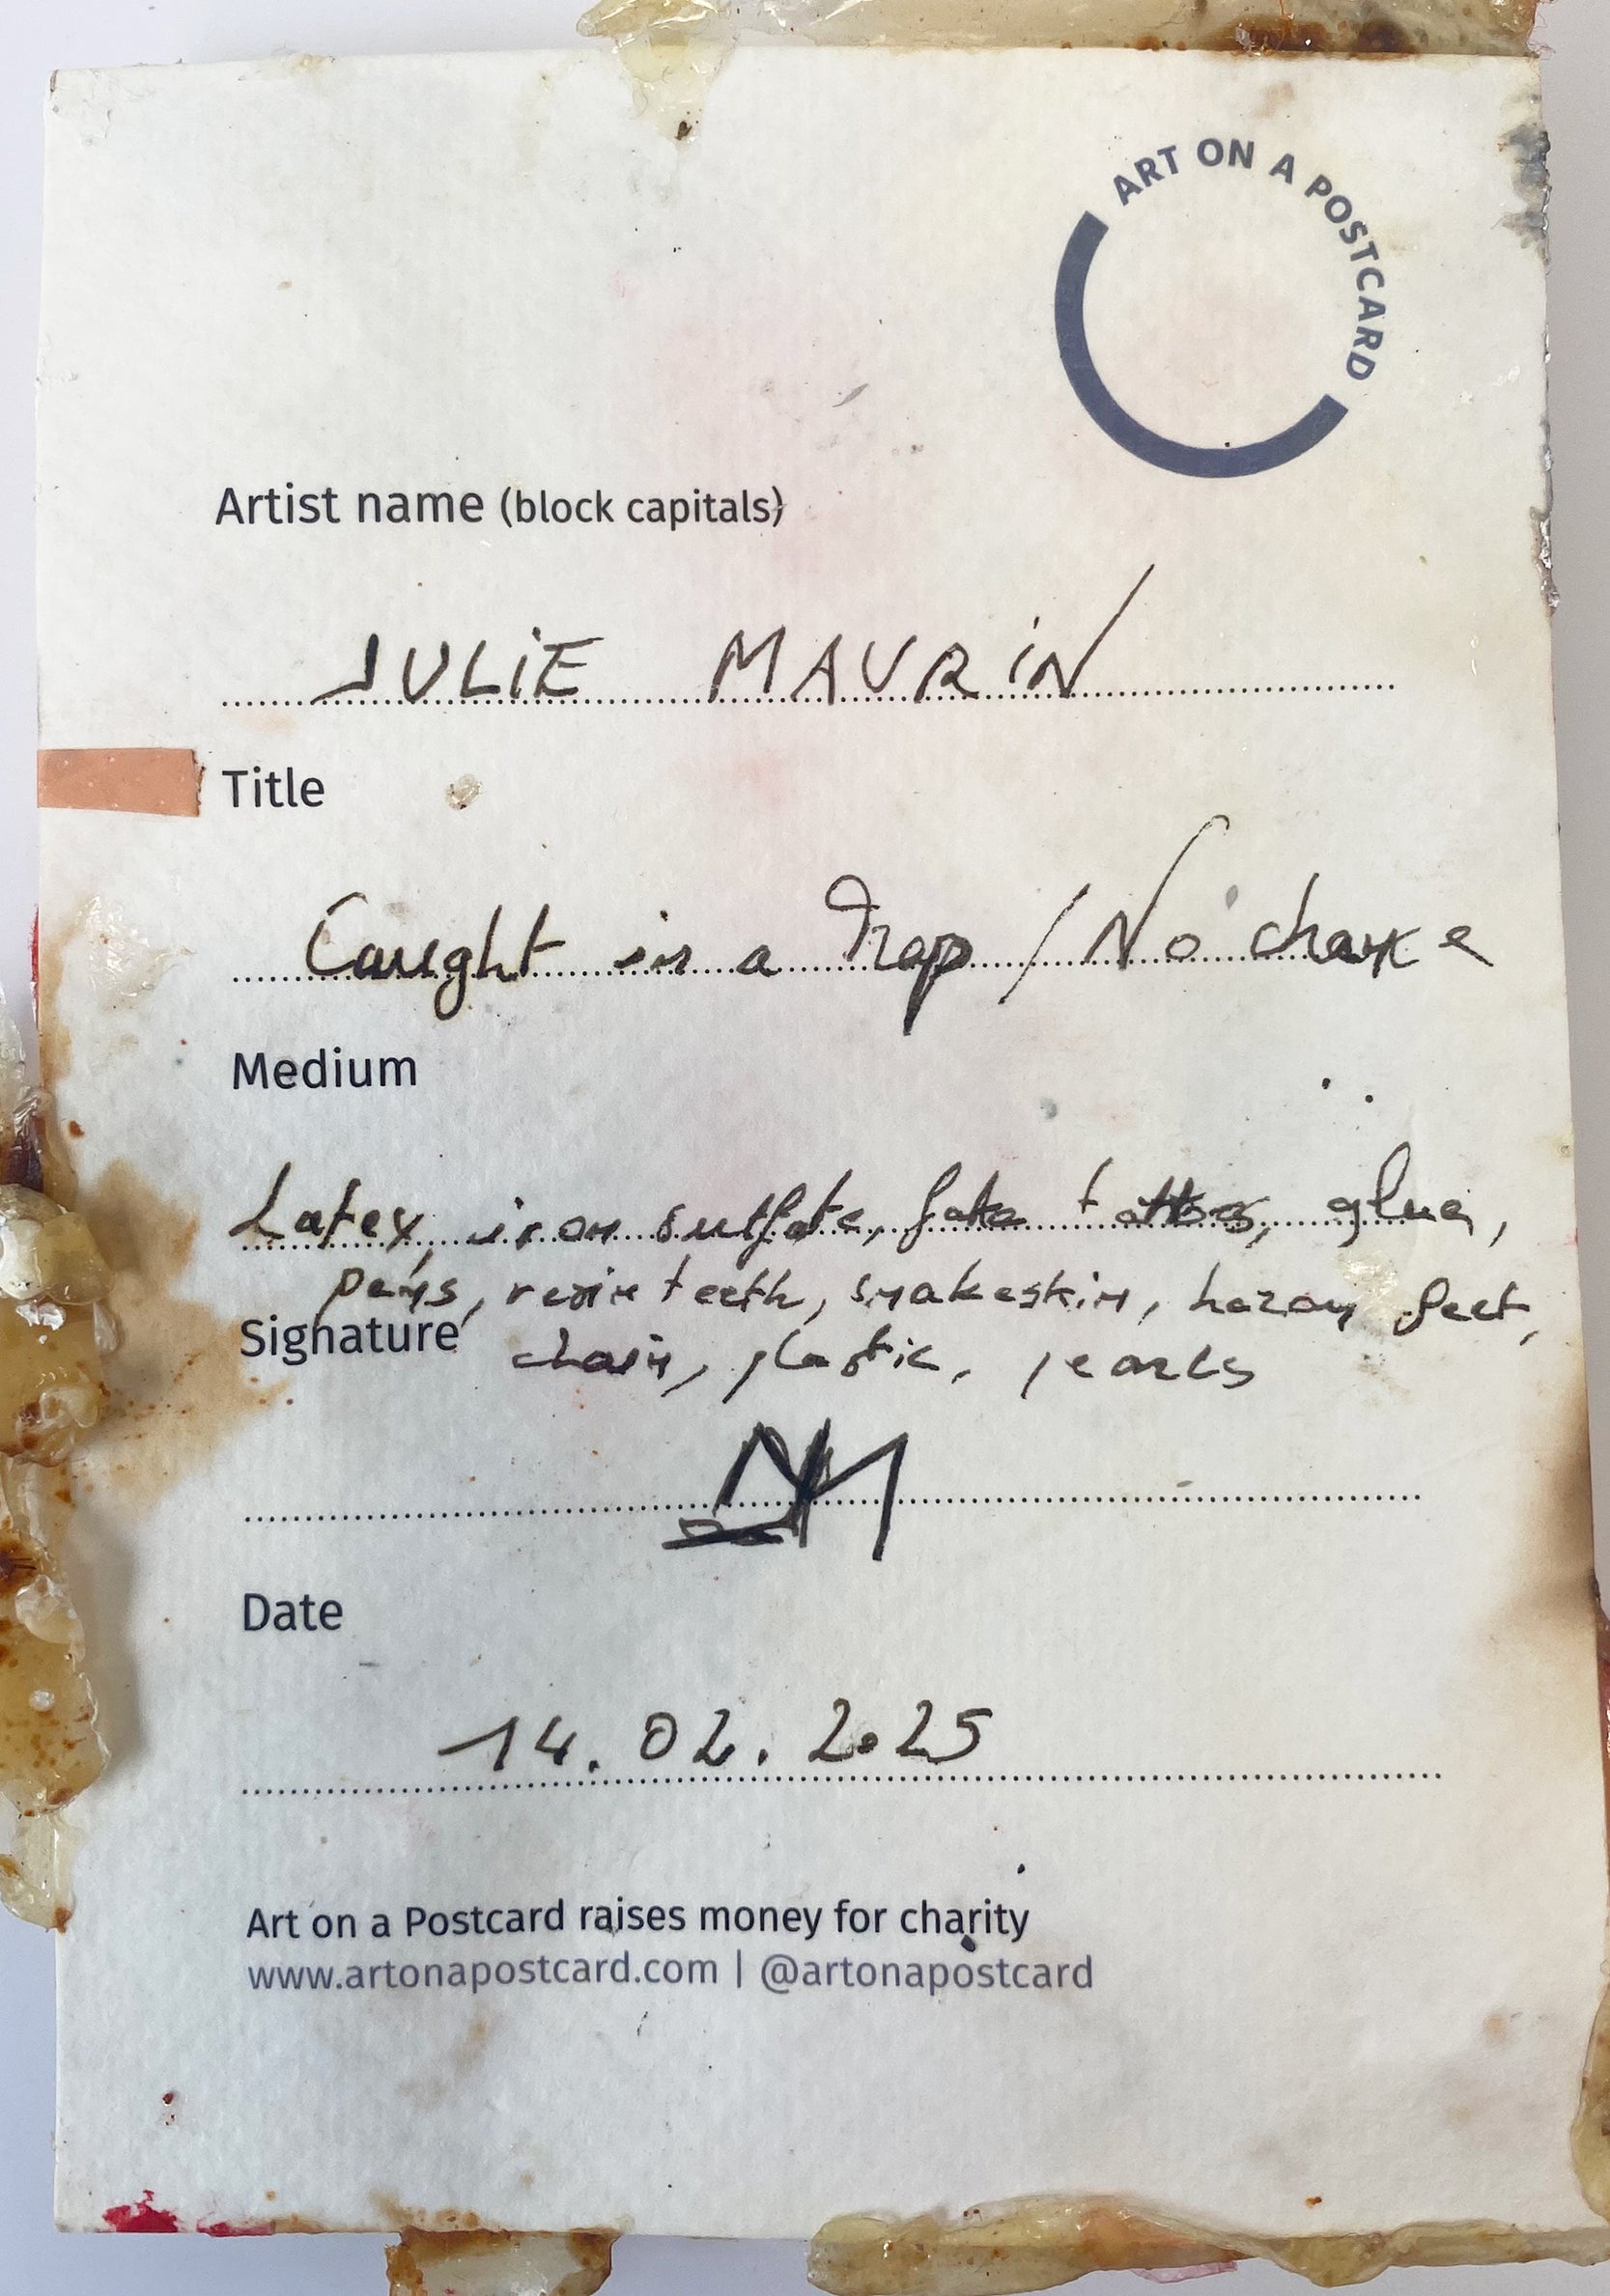 ART ON A POSTCARD
Artist name (block capitals)
JULiE MAURiN
Title
Caught in a Trap / No chance
Medium
Latex, iron sulfate, fake tattoos, glue,
pens, resin teeth, snakeskin, heron feet,
Signature
chain, plastic, pearls
JM
Date
14.02.2025
Art on a Postcard raises money for charity
www.artonapostcard.com | @artonapostcard